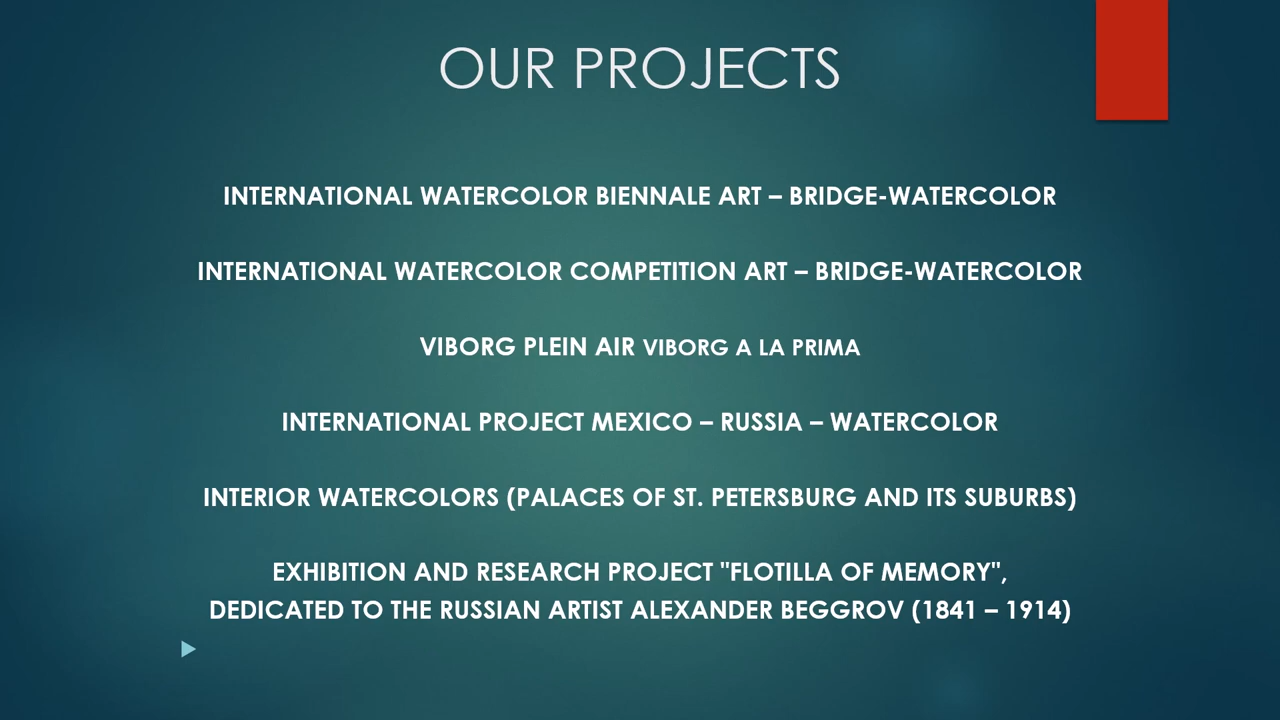 OUR PROJECTS
INTERNATIONAL WATERCOLOR BIENNALE ART – BRIDGE-WATERCOLOR
INTERNATIONAL WATERCOLOR COMPETITION ART – BRIDGE-WATERCOLOR
VIBORG PLEIN AIR VIBORG A LA PRIMA
INTERNATIONAL PROJECT MEXICO – RUSSIA – WATERCOLOR
INTERIOR WATERCOLORS (PALACES OF ST. PETERSBURG AND ITS SUBURBS)
EXHIBITION AND RESEARCH PROJECT "FLOTILLA OF MEMORY",
DEDICATED TO THE RUSSIAN ARTIST ALEXANDER BEGGROV (1841 – 1914)